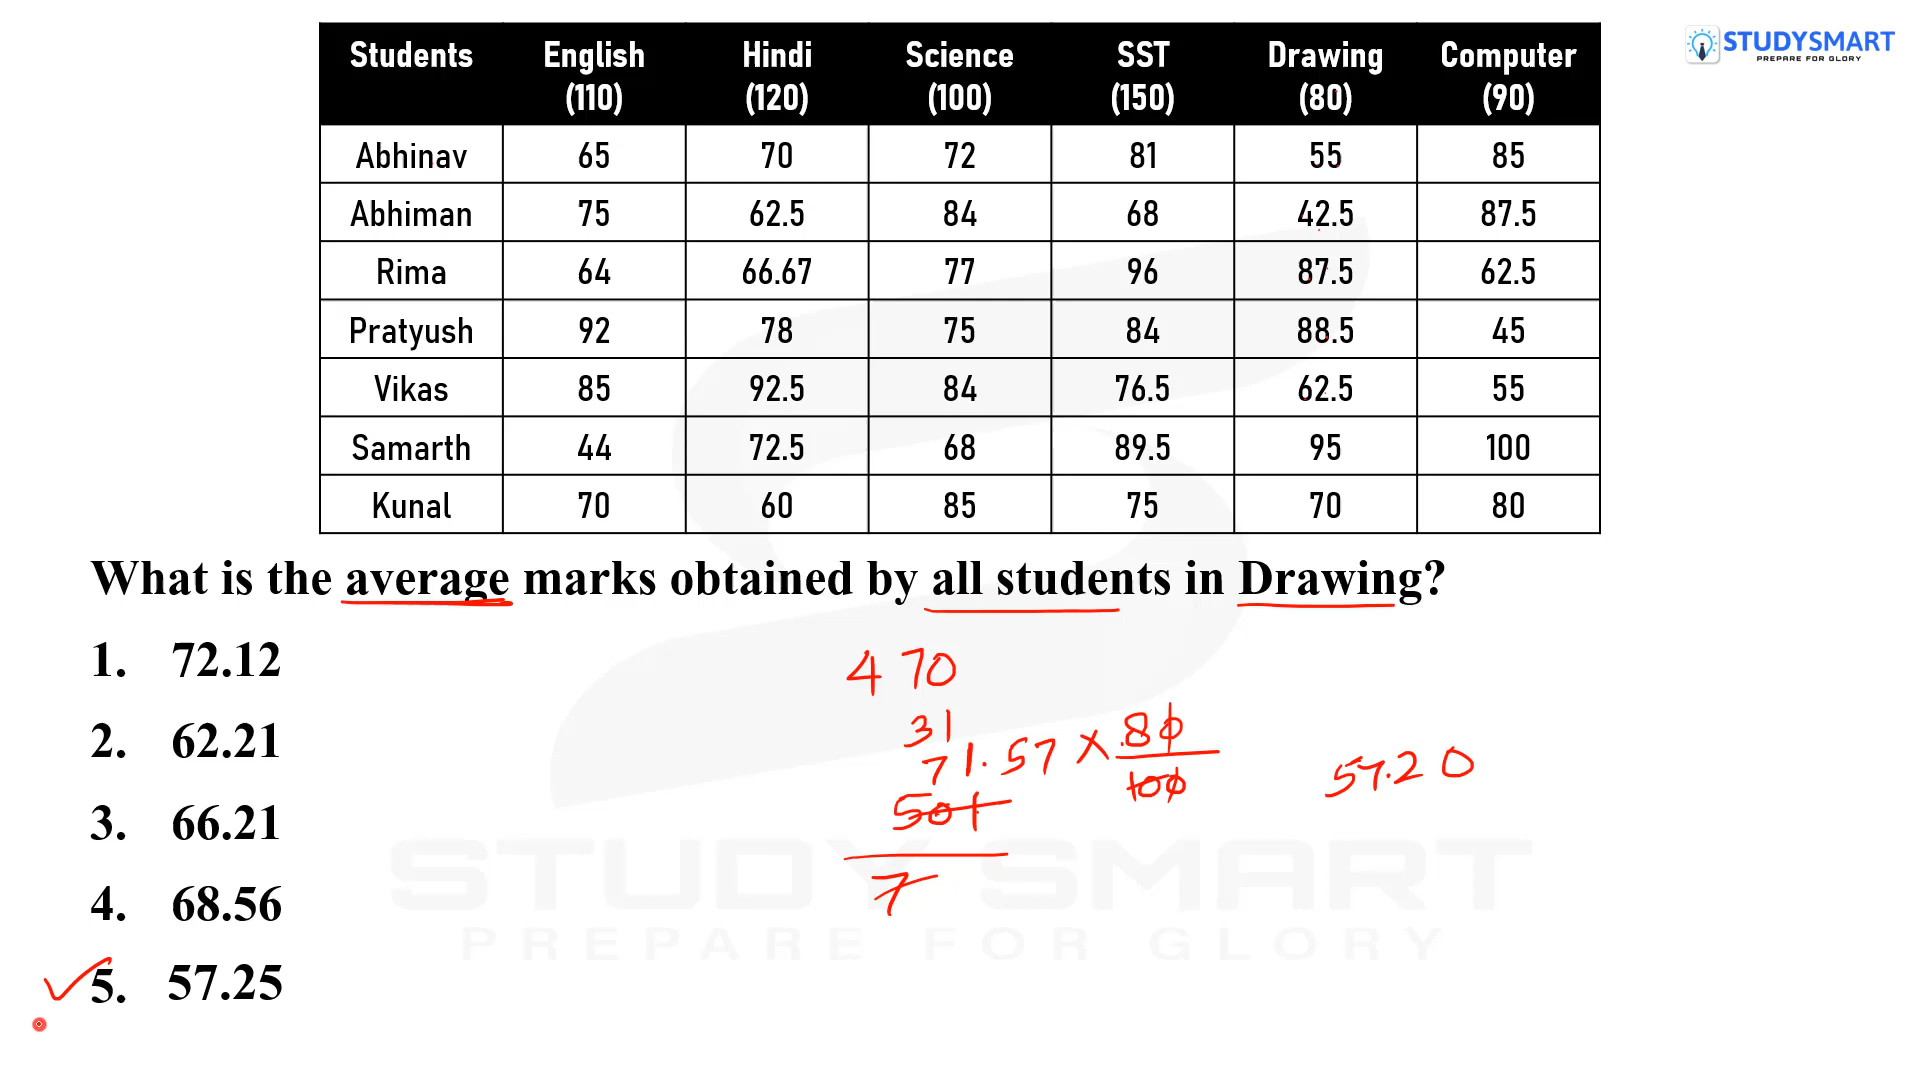 STUDYSMART
PREPARE FOR GLORY
Students English (110) Hindi (120) Science (100) SST (150) Drawing (80) Computer (90)
Abhinav 65 70 72 81 55 85
Abhiman 75 62.5 84 68 42.5 87.5
Rima 64 66.67 77 96 87.5 62.5
Pratyush 92 78 75 84 88.5 45
Vikas 85 92.5 84 76.5 62.5 55
Samarth 44 72.5 68 89.5 95 100
Kunal 70 60 85 75 70 80
What is the average marks obtained by all students in Drawing?
1. 72.12
2. 62.21
3. 66.21
4. 68.56
5. 57.25
470
31
71.57 × 80
100
57.20
501
7
STUDY SMART
PREPARE FOR GLORY